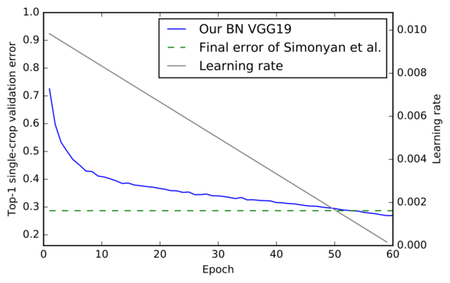 Our BN VGG19
Final error of Simonyan et al.
Learning rate
1.0
0.9
0.8
0.7
0.6
0.5
0.4
0.3
0.2
Top-1 single-crop validation error
0.010
0.008
0.006
0.004
0.002
0.000
Learning rate
0 10 20 30 40 50 60
Epoch